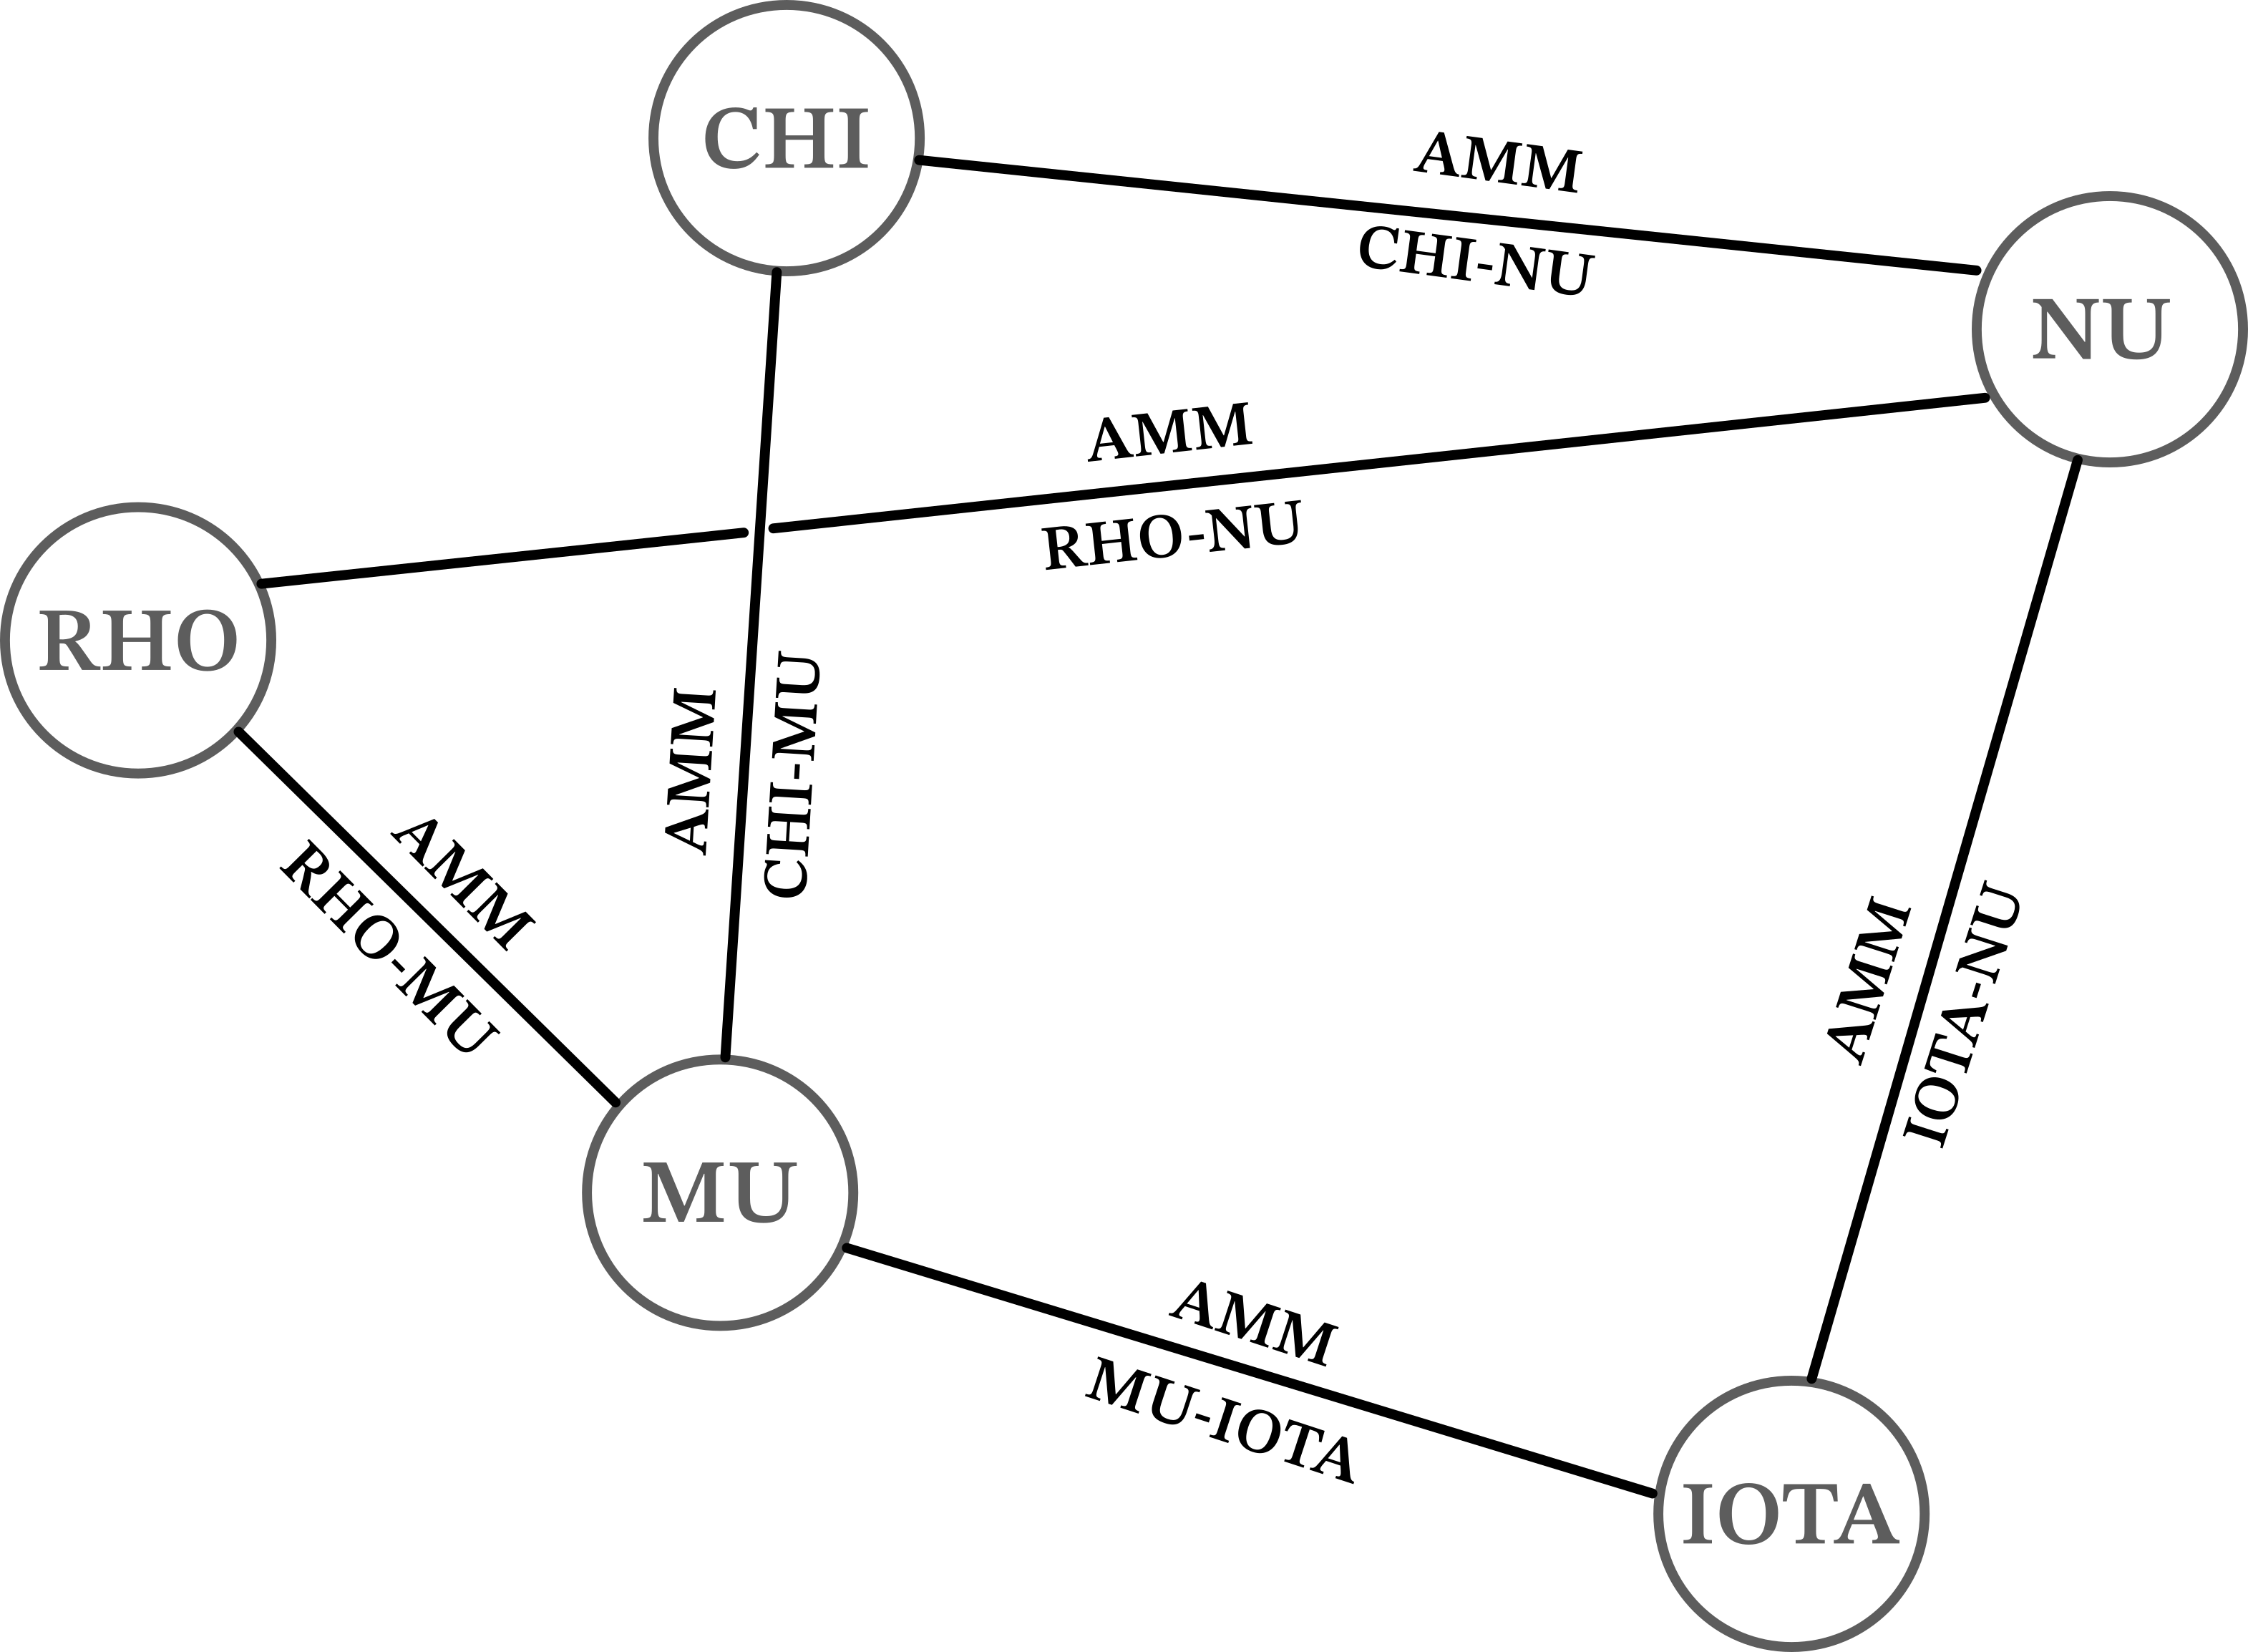 CHI
AMM
CHI-NU
NU
AMM
RHO-NU
RHO
AMM
CHI-MU
AMM
RHO-MU
AMM
IOTA-NU
MU
AMM
MU-IOTA
IOTA